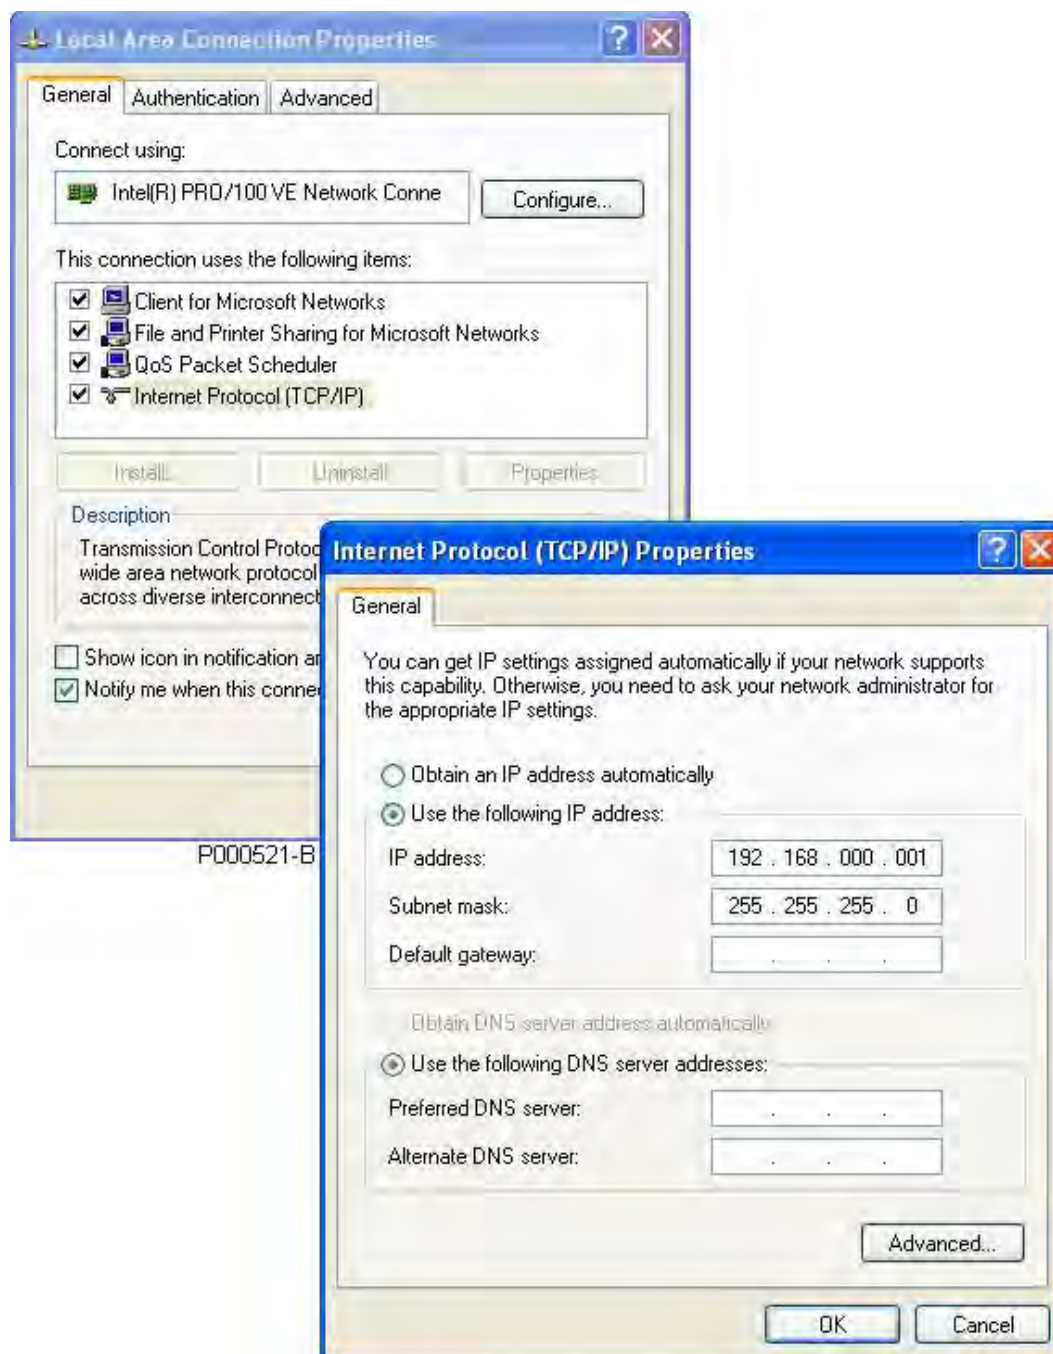 Local Area Connection Properties
General
Authentication
Advanced
Connect using:
Intel(R) PRO/100 VE Network Conne
Configure...
This connection uses the following items:
Client for Microsoft Networks
File and Printer Sharing for Microsoft Networks
QoS Packet Scheduler
Internet Protocol (TCP/IP)
Install...
Uninstall
Properties
Description
Transmission Control Protoc
wide area network protocol
across diverse interconnect
Show icon in notification ar
Notify me when this conne
P000521-B
Internet Protocol (TCP/IP) Properties
General
You can get IP settings assigned automatically if your network supports
this capability. Otherwise, you need to ask your network administrator for
the appropriate IP settings.
Obtain an IP address automatically
Use the following IP address:
IP address:
192 . 168 . 000 . 001
Subnet mask:
255 . 255 . 255 . 0
Default gateway:
Obtain DNS server address automatically
Use the following DNS server addresses:
Preferred DNS server:
Alternate DNS server:
Advanced...
OK
Cancel